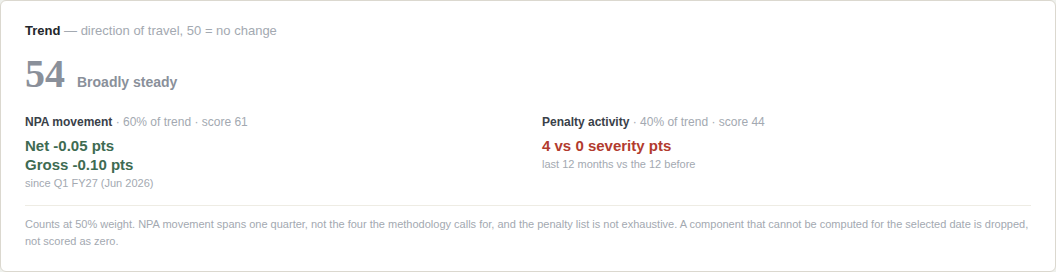 Trend — direction of travel, 50 = no change
54 Broadly steady
NPA movement · 60% of trend · score 61
Net -0.05 pts
Gross -0.10 pts
since Q1 FY27 (Jun 2026)
Penalty activity · 40% of trend · score 44
4 vs 0 severity pts
last 12 months vs the 12 before
Counts at 50% weight. NPA movement spans one quarter, not the four the methodology calls for, and the penalty list is not exhaustive. A component that cannot be computed for the selected date is dropped,
not scored as zero.